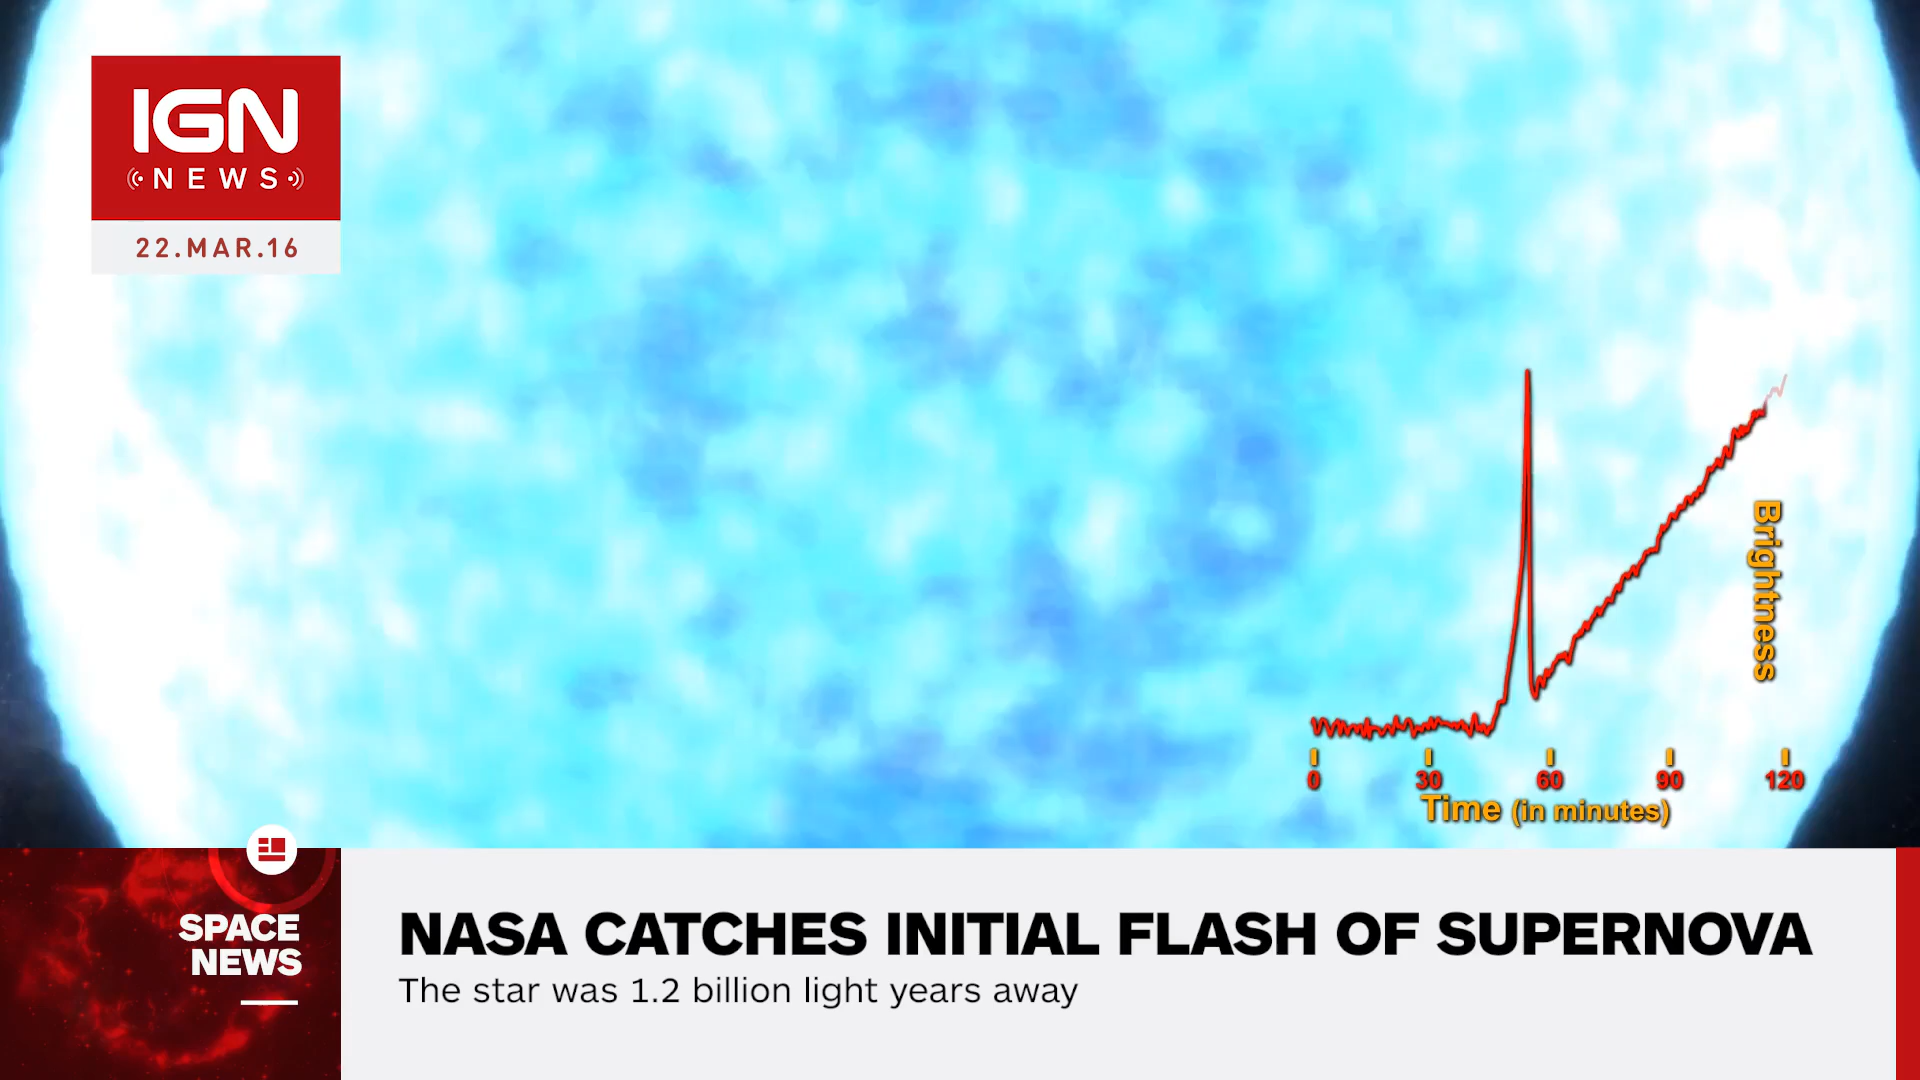 IGN
NEWS
22.MAR.16
Brightness
0 30 60 90 120
Time (in minutes)
SPACE
NEWS
NASA CATCHES INITIAL FLASH OF SUPERNOVA
The star was 1.2 billion light years away